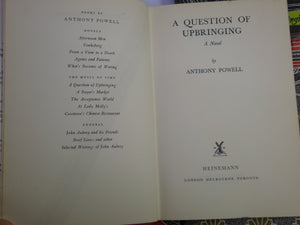 BOOKS BY
ANTHONY POWELL
NOVELS
Afternoon Men
Venusberg
From a View to a Death
Agents and Patients
What's Become of Waring
THE MUSIC OF TIME
A Question of Upbringing
A Buyer's Market
The Acceptance World
At Lady Molly's
Casanova's Chinese Restaurant
GENERAL
John Aubrey and his Friends
Brief Lives: and other
Selected Writings of John Aubrey
A QUESTION OF
UPBRINGING
A Novel
by
ANTHONY POWELL
HEINEMANN
LONDON MELBOURNE TORONTO